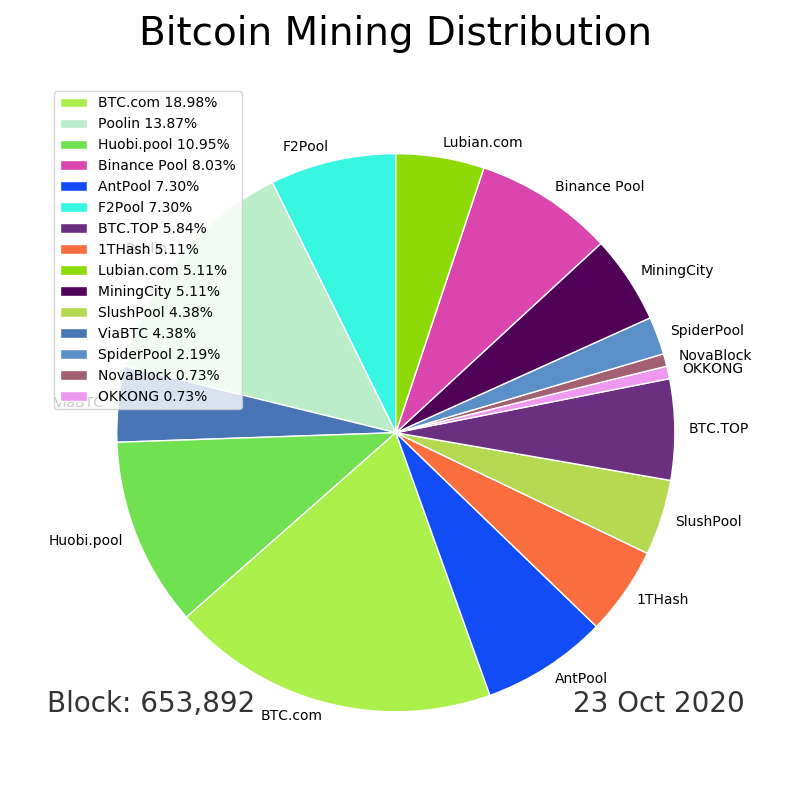 Bitcoin Mining Distribution
BTC.com 18.98%
Poolin 13.87%
Huobi.pool 10.95%
Binance Pool 8.03%
AntPool 7.30%
F2Pool 7.30%
BTC.TOP 5.84%
1THash 5.11%
Lubian.com 5.11%
MiningCity 5.11%
SlushPool 4.38%
ViaBTC 4.38%
SpiderPool 2.19%
NovaBlock 0.73%
OKKONG 0.73%
F2Pool
Lubian.com
Binance Pool
MiningCity
SpiderPool
NovaBlock
OKKONG
BTC.TOP
SlushPool
1THash
AntPool
BTC.com
Huobi.pool
ViaBTC
Poolin
Block: 653,892
23 Oct 2020